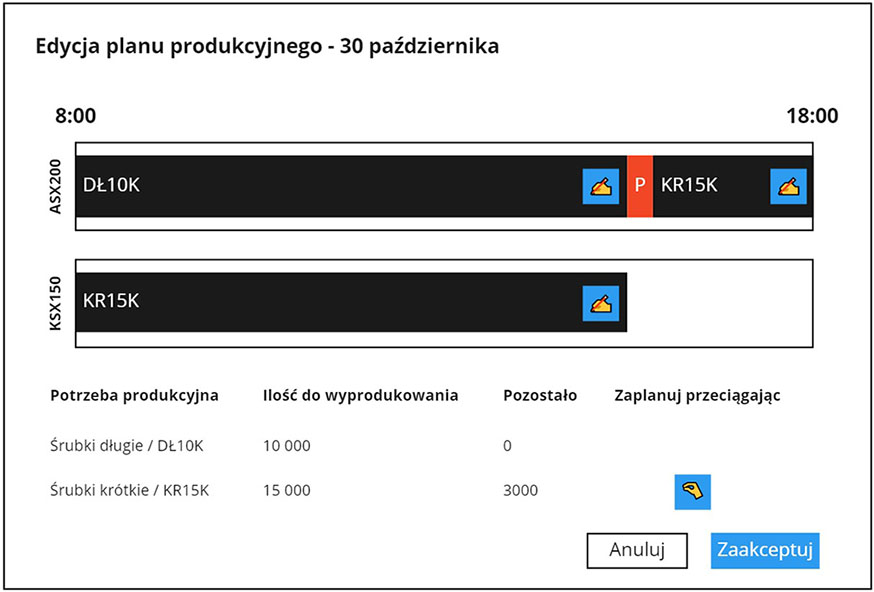 Edycja planu produkcyjnego - 30 października
8:00 18:00
ASX200
DŁ10K P KR15K
KSX150
KR15K
Potrzeba produkcyjna Ilość do wyprodukowania Pozostało Zaplanuj przeciągając
Śrubki długie / DŁ10K 10 000 0
Śrubki krótkie / KR15K 15 000 3000
Anuluj Zaakceptuj